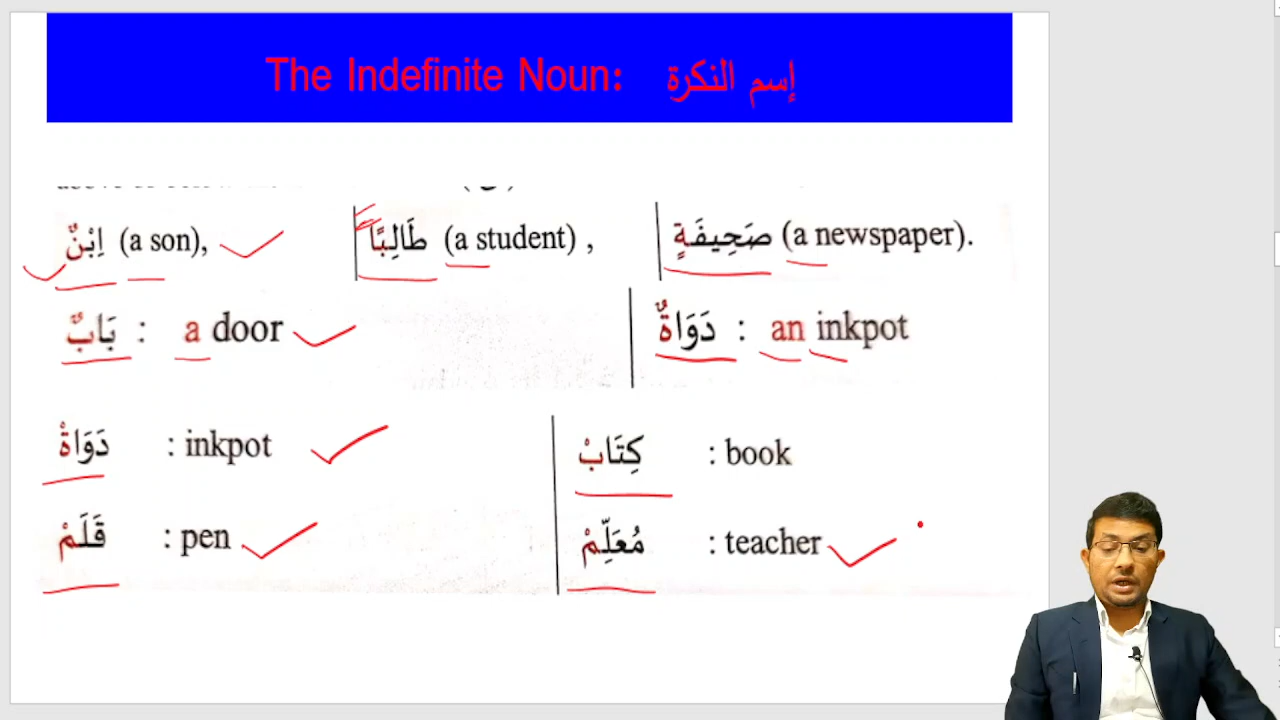 The Indefinite Noun: إسم النكرة
اِبْنٌ (a son), طَالِبًا (a student) , صَحِيفَةٍ (a newspaper).
بَابٌ : a door دَوَاةٌ : an inkpot
دَوَاةْ : inkpot كِتَابْ : book
قَلَمْ : pen مُعَلِّمْ : teacher